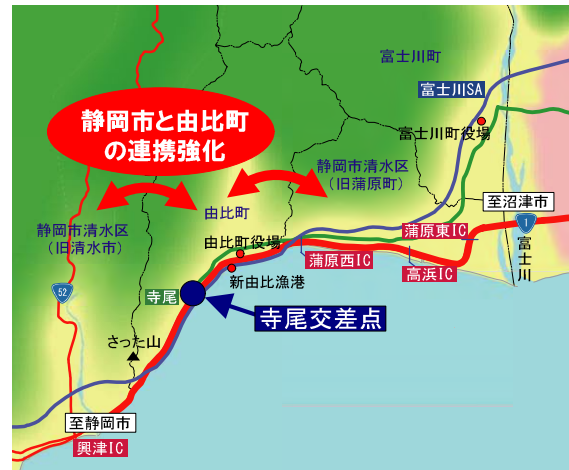 富士川町
富士川SA
静岡市と由比町
の連携強化
富士川町役場
静岡市清水区
（旧蒲原町）
至沼津市
由比町
1
静岡市清水区
（旧清水市）
蒲原東IC
富士川
由比町役場
蒲原西IC
高浜IC
新由比漁港
52
寺尾
寺尾交差点
さった山
至静岡市
興津IC